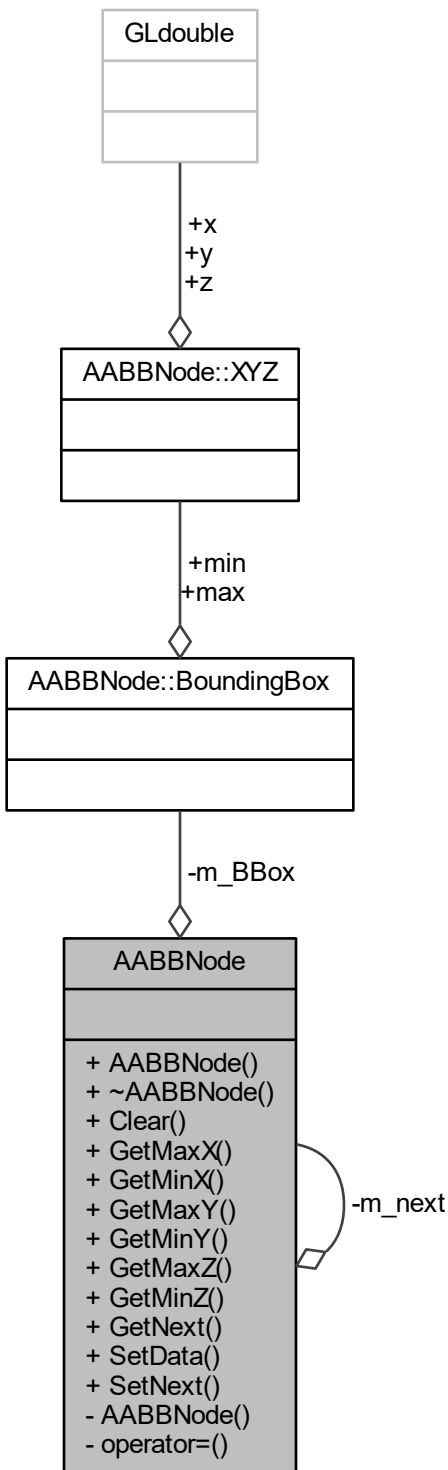 GLdouble
+x
+y
+z
AABBNode::XYZ
+min
+max
AABBNode::BoundingBox
-m_BBox
AABBNode
+ AABBNode()
+ ~AABBNode()
+ Clear()
+ GetMaxX()
+ GetMinX()
+ GetMaxY()
+ GetMinY()
+ GetMaxZ()
+ GetMinZ()
+ GetNext()
+ SetData()
+ SetNext()
- AABBNode()
- operator=()
-m_next